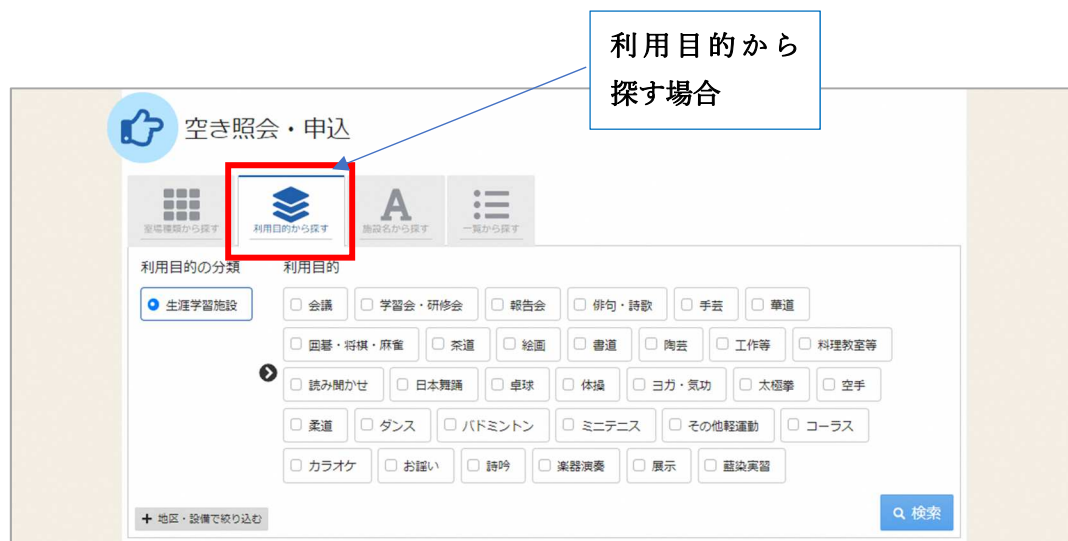 利用目的から
探す場合
空き照会・申込
室場種類から探す 利用目的から探す 施設名から探す 一覧から探す
利用目的の分類 利用目的
生涯学習施設 会議 学習会・研修会 報告会 俳句・詩歌 手芸 華道
囲碁・将棋・麻雀 茶道 絵画 書道 陶芸 工作等 料理教室等
読み聞かせ 日本舞踊 卓球 体操 ヨガ・気功 太極拳 空手
柔道 ダンス バドミントン ミニテニス その他軽運動 コーラス
カラオケ お謡い 詩吟 楽器演奏 展示 藍染実習
地区・設備で絞り込む 検索